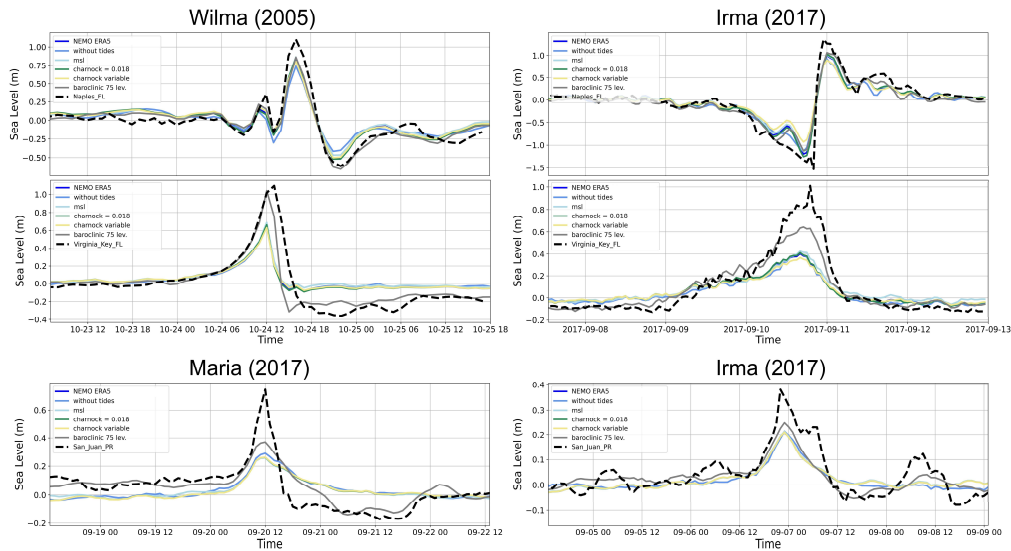 Wilma (2005)
Sea Level (m)
1.00
0.75
0.50
0.25
0.00
−0.25
−0.50
NEMO ERA5
without tides
msl
charnock = 0.018
charnock variable
baroclinic 75 lev.
Naples_FL
Sea Level (m)
1.0
0.8
0.6
0.4
0.2
0.0
−0.2
−0.4
NEMO ERA5
without tides
msl
charnock = 0.018
charnock variable
baroclinic 75 lev.
Virginia_Key_FL
10-23 12 10-23 18 10-24 00 10-24 06 10-24 12 10-24 18 10-25 00 10-25 06 10-25 12 10-25 18
Time
Irma (2017)
Sea Level (m)
1.0
0.5
0.0
−0.5
−1.0
−1.5
NEMO ERA5
without tides
msl
charnock = 0.018
charnock variable
baroclinic 75 lev.
Naples_FL
Sea Level (m)
1.0
0.8
0.6
0.4
0.2
0.0
−0.2
NEMO ERA5
without tides
msl
charnock = 0.018
charnock variable
baroclinic 75 lev.
Virginia_Key_FL
2017-09-08 2017-09-09 2017-09-10 2017-09-11 2017-09-12 2017-09-13
Time
Maria (2017)
Sea Level (m)
0.6
0.4
0.2
0.0
−0.2
NEMO ERA5
without tides
msl
charnock = 0.018
charnock variable
baroclinic 75 lev.
San_Juan_PR
09-19 00 09-19 12 09-20 00 09-20 12 09-21 00 09-21 12 09-22 00 09-22 12
Time
Irma (2017)
Sea Level (m)
0.4
0.3
0.2
0.1
0.0
−0.1
NEMO ERA5
without tides
msl
charnock = 0.018
charnock variable
baroclinic 75 lev.
San_Juan_PR
09-05 00 09-05 12 09-06 00 09-06 12 09-07 00 09-07 12 09-08 00 09-08 12 09-09 00
Time